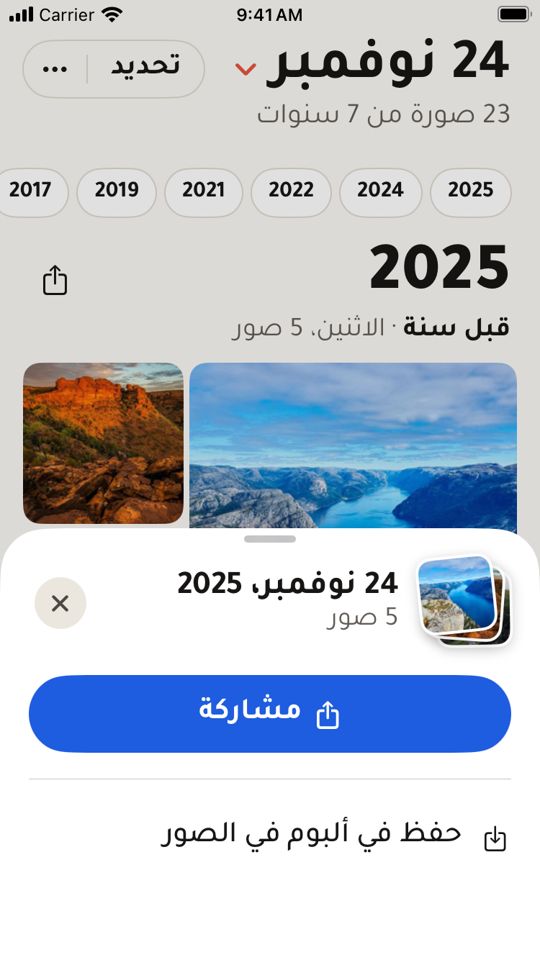 Carrier 9:41 AM
24 نوفمبر
تحديد
23 صورة من 7 سنوات
2025 2024 2022 2021 2019 2017
2025
قبل سنة · الاثنين، 5 صور
24 نوفمبر، 2025
5 صور
مشاركة
حفظ في ألبوم في الصور